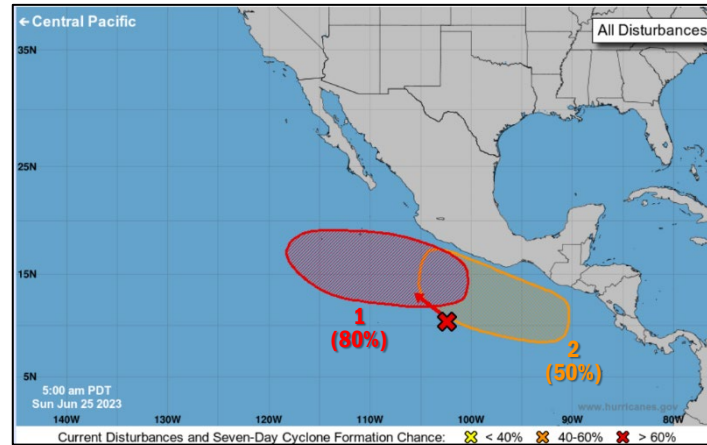 ← Central Pacific
All Disturbances
35N
25N
15N
5N
1
(80%)
2
(50%)
5:00 am PDT
Sun Jun 25 2023
www.hurricanes.gov
140W 130W 120W 110W 100W 90W 80W
Current Disturbances and Seven-Day Cyclone Formation Chance: < 40% 40-60% > 60%